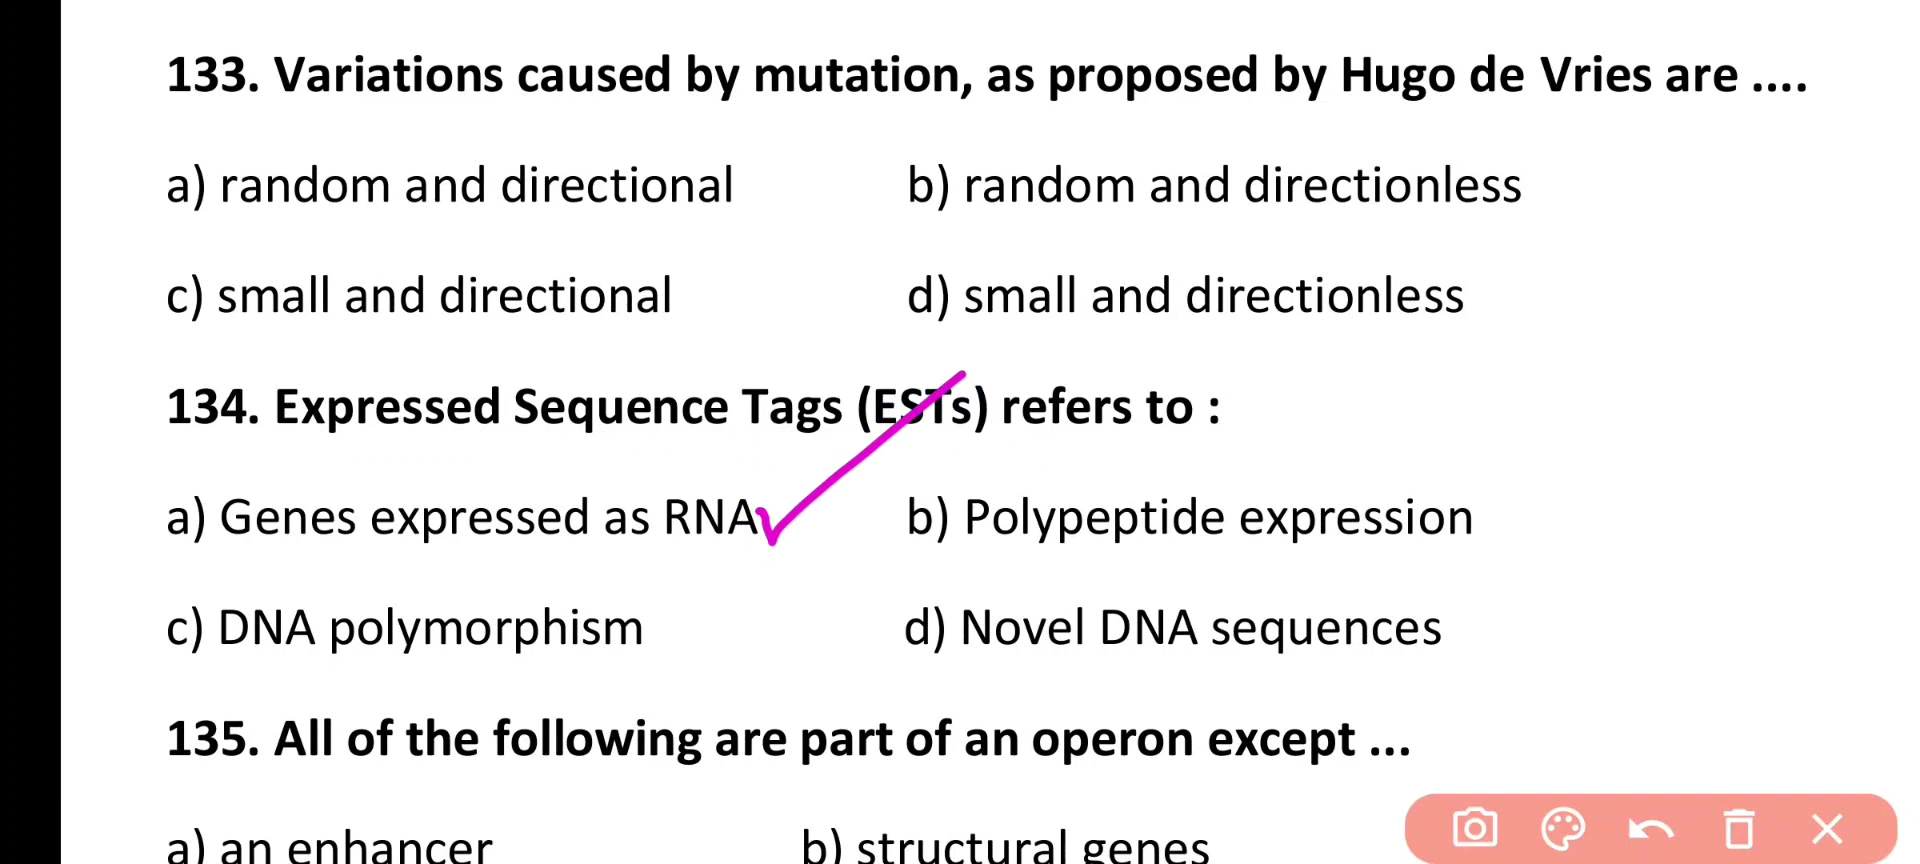 133. Variations caused by mutation, as proposed by Hugo de Vries are ....
a) random and directional b) random and directionless
c) small and directional d) small and directionless
134. Expressed Sequence Tags (ESTs) refers to :
a) Genes expressed as RNA b) Polypeptide expression
c) DNA polymorphism d) Novel DNA sequences
135. All of the following are part of an operon except ...
a) an enhancer b) structural genes